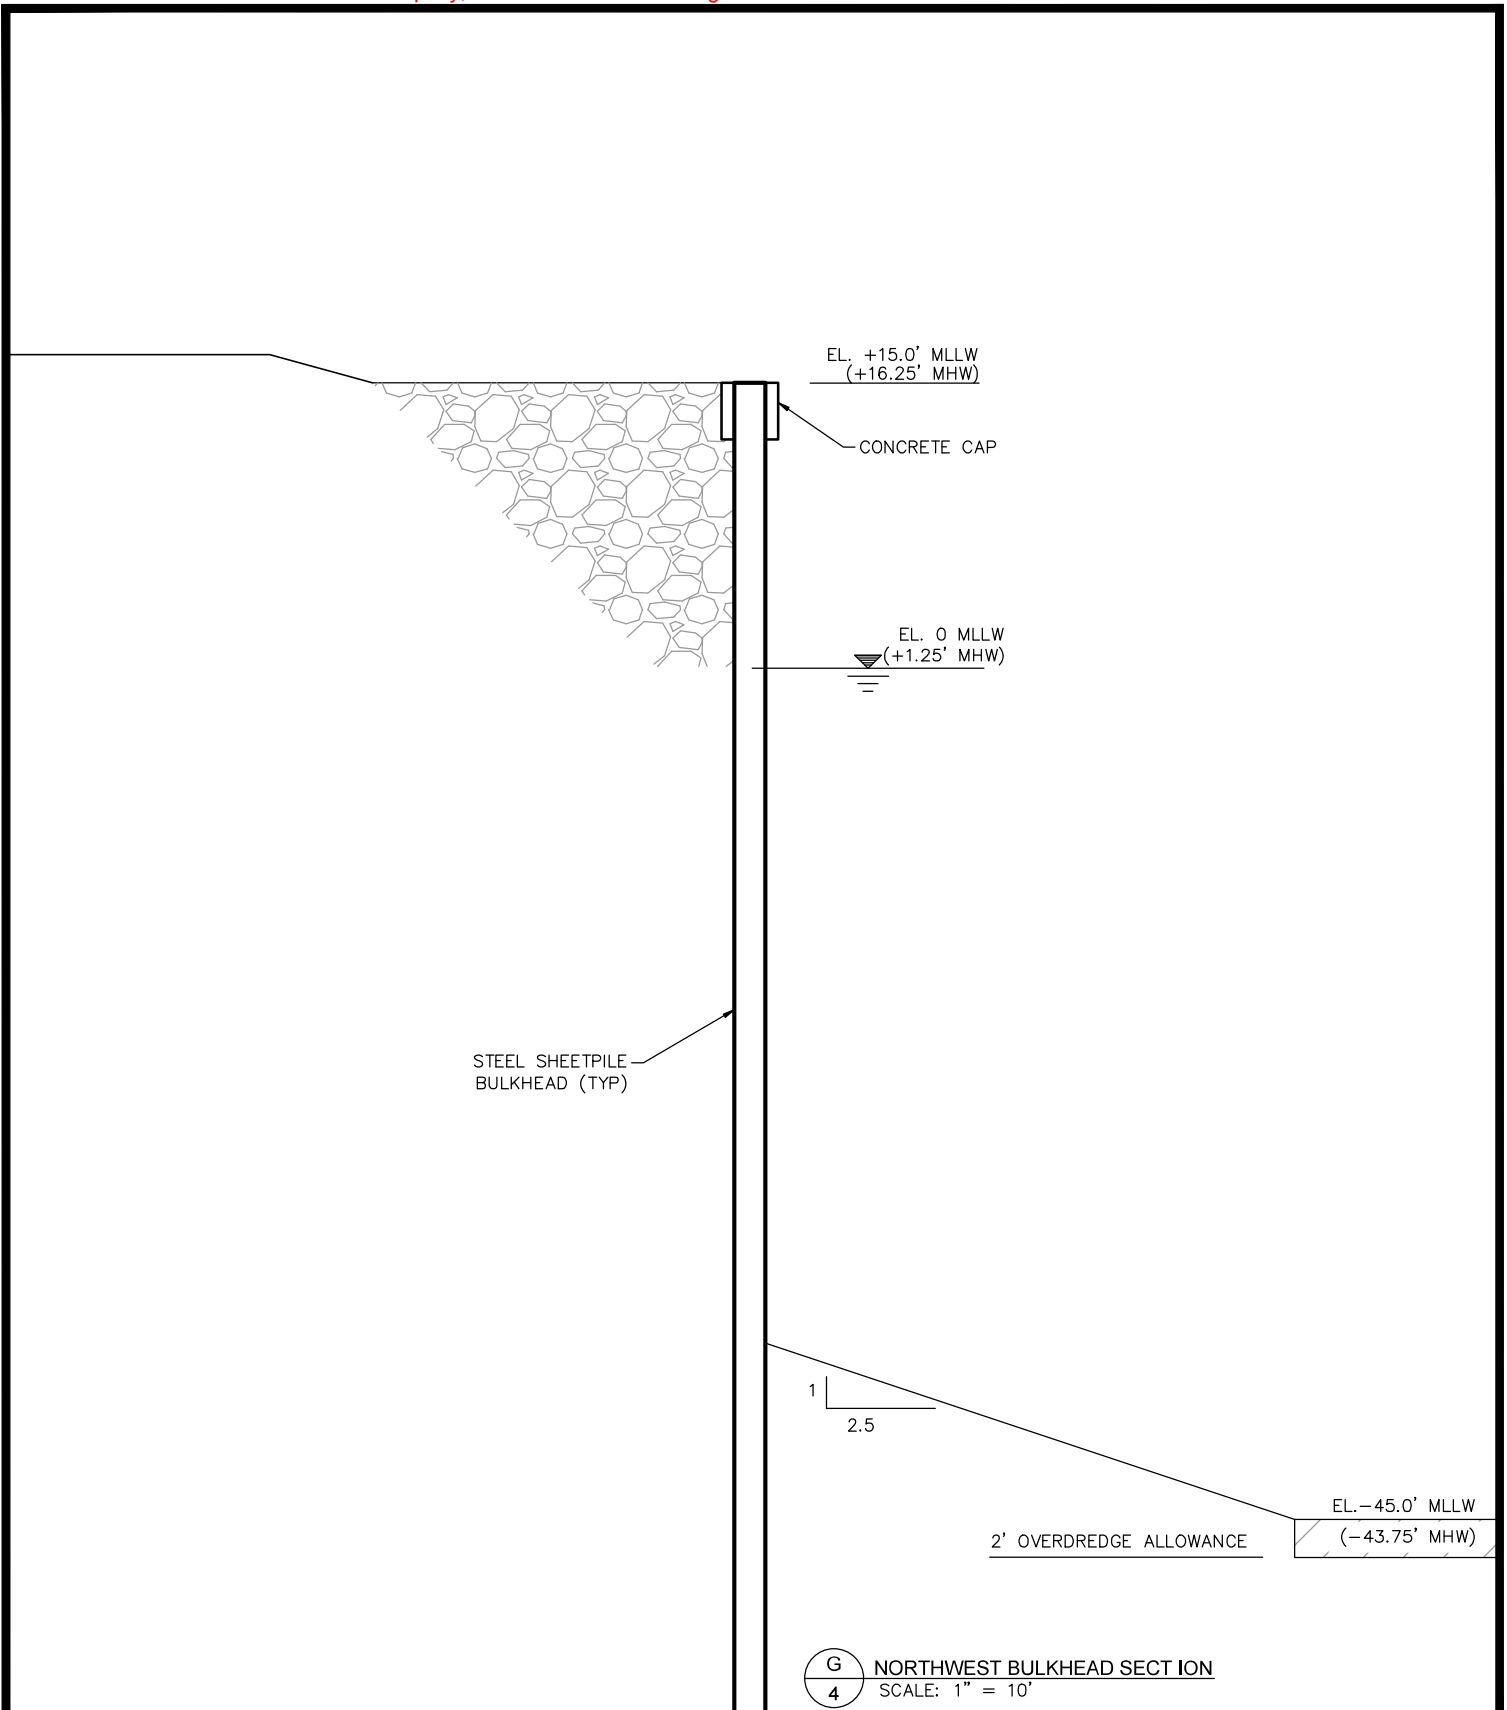 EL. +15.0' MLLW
(+16.25' MHW)
CONCRETE CAP
EL. 0 MLLW
(+1.25' MHW)
STEEL SHEETPILE
BULKHEAD (TYP)
1
2.5
EL.-45.0' MLLW
(-43.75' MHW)
2' OVERDREDGE ALLOWANCE
G
4
NORTHWEST BULKHEAD SECT ION
SCALE: 1" = 10'